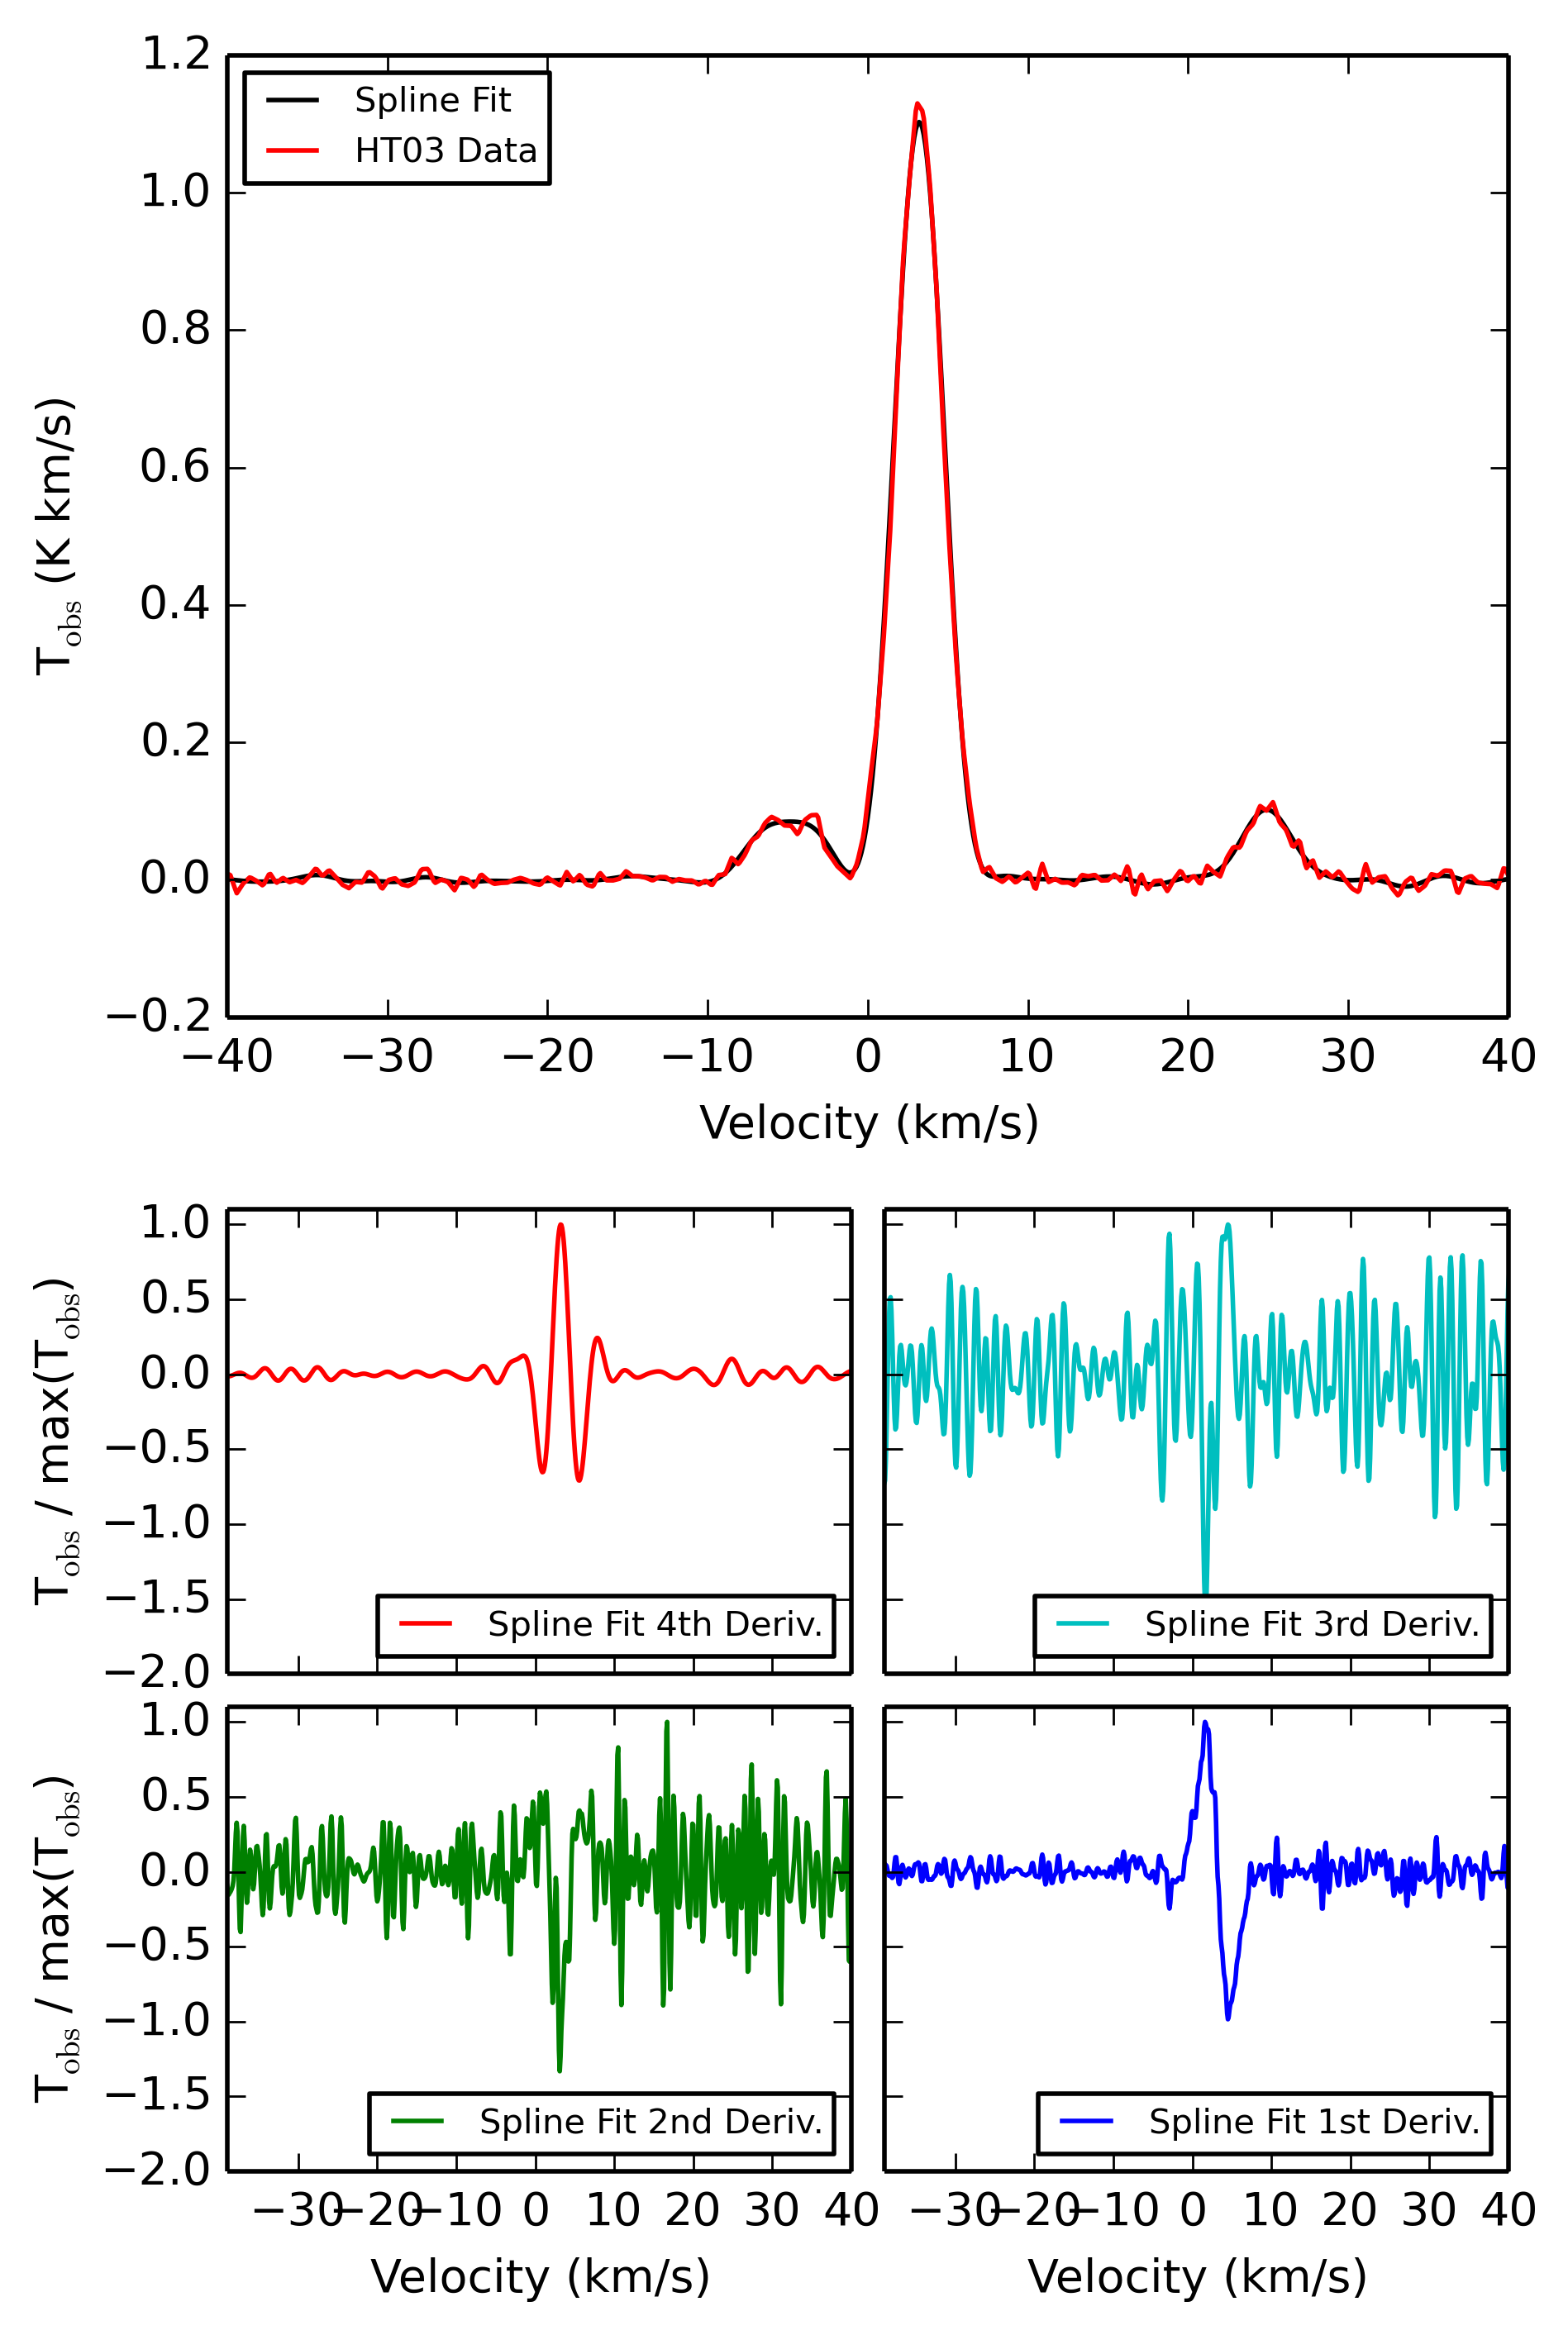 1.2
1.0
0.8
0.6
0.4
0.2
0.0
−0.2
T_obs (K km/s)
Spline Fit
HT03 Data
−40 −30 −20 −10 0 10 20 30 40
Velocity (km/s)
1.0
0.5
0.0
−0.5
−1.0
−1.5
−2.0
T_obs / max(T_obs)
Spline Fit 4th Deriv.
Spline Fit 3rd Deriv.
1.0
0.5
0.0
−0.5
−1.0
−1.5
−2.0
T_obs / max(T_obs)
Spline Fit 2nd Deriv.
Spline Fit 1st Deriv.
−30 −20 −10 0 10 20 30 40
−30 −20 −10 0 10 20 30 40
Velocity (km/s)
Velocity (km/s)